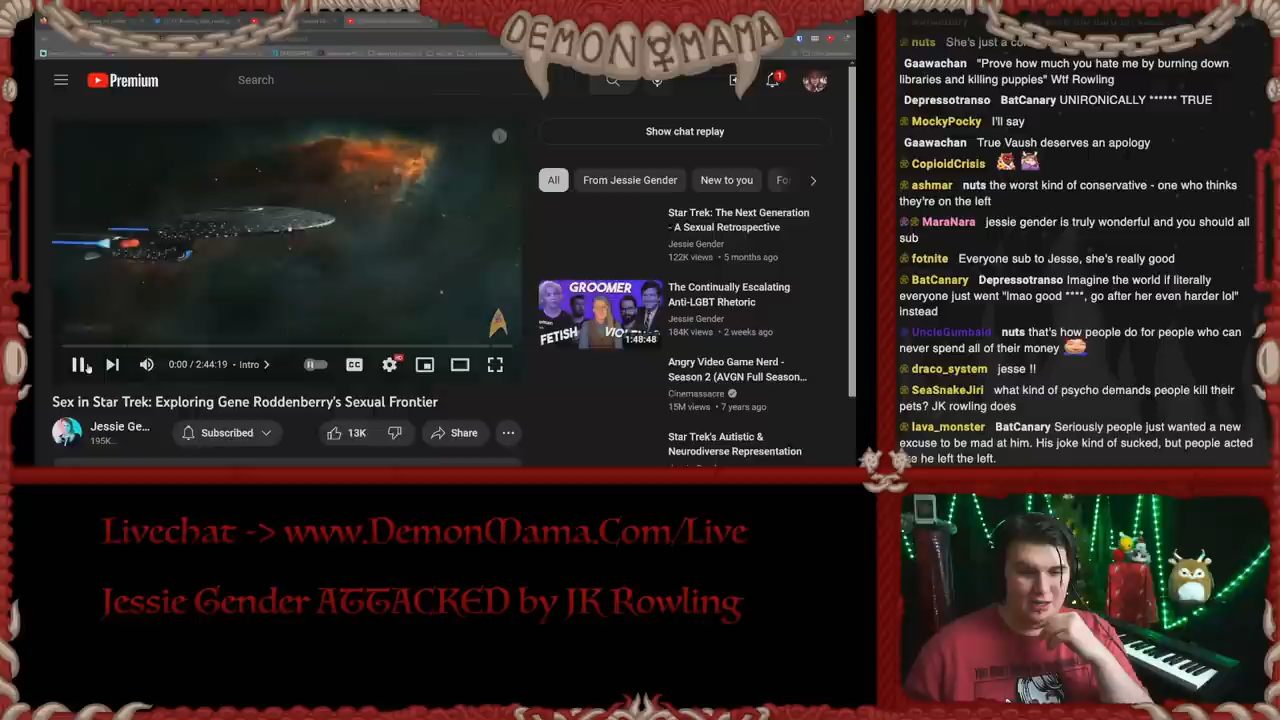 DEMON MAMA
Premium
Search
1
Show chat replay
All
From Jessie Gender
New to you
Star Trek: The Next Generation
- A Sexual Retrospective
Jessie Gender
122K views • 5 months ago
GROOMER
FETISH
1:48:48
The Continually Escalating
Anti-LGBT Rhetoric
Jessie Gender
184K views • 2 weeks ago
Angry Video Game Nerd -
Season 2 (AVGN Full Season...
Cinemassacre
15M views • 7 years ago
Star Trek's Autistic &
Neurodiverse Representation
0:00 / 2:44:19 • Intro
CC
Sex in Star Trek: Exploring Gene Roddenberry's Sexual Frontier
Jessie Ge...
195K...
Subscribed
13K
Share
nuts She's just a
Gaawachan "Prove how much you hate me by burning down
libraries and killing puppies" Wtf Rowling
Depressotranso BatCanary UNIRONICALLY ****** TRUE
MockyPocky I'll say
Gaawachan True Vaush deserves an apology
CopioidCrisis
ashmar nuts the worst kind of conservative - one who thinks
they're on the left
MaraNara jessie gender is truly wonderful and you should all
sub
fotnite Everyone sub to Jesse, she's really good
BatCanary Depressotranso Imagine the world if literally
everyone just went "lmao good ****, go after her even harder lol"
instead
UncleGumbald nuts that's how people do for people who can
never spend all of their money
draco_system jesse !!
SeaSnakeJiri what kind of psycho demands people kill their
pets? JK rowling does
lava_monster BatCanary Seriously people just wanted a new
excuse to be mad at him. His joke kind of sucked, but people acted
he left the left.
Livechat -> www.DemonMama.Com/Live
Jessie Gender ATTACKED by JK Rowling